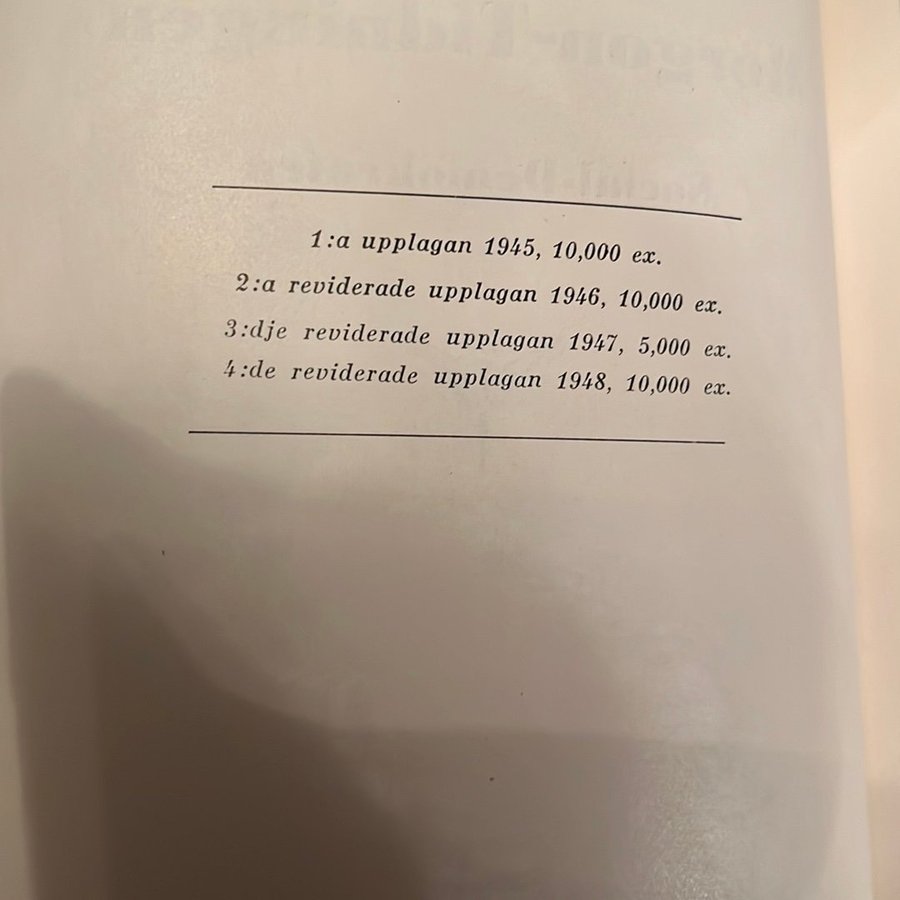 1:a upplagan 1945, 10,000 ex.
2:a reviderade upplagan 1946, 10,000 ex.
3:dje reviderade upplagan 1947, 5,000 ex.
4:de reviderade upplagan 1948, 10,000 ex.